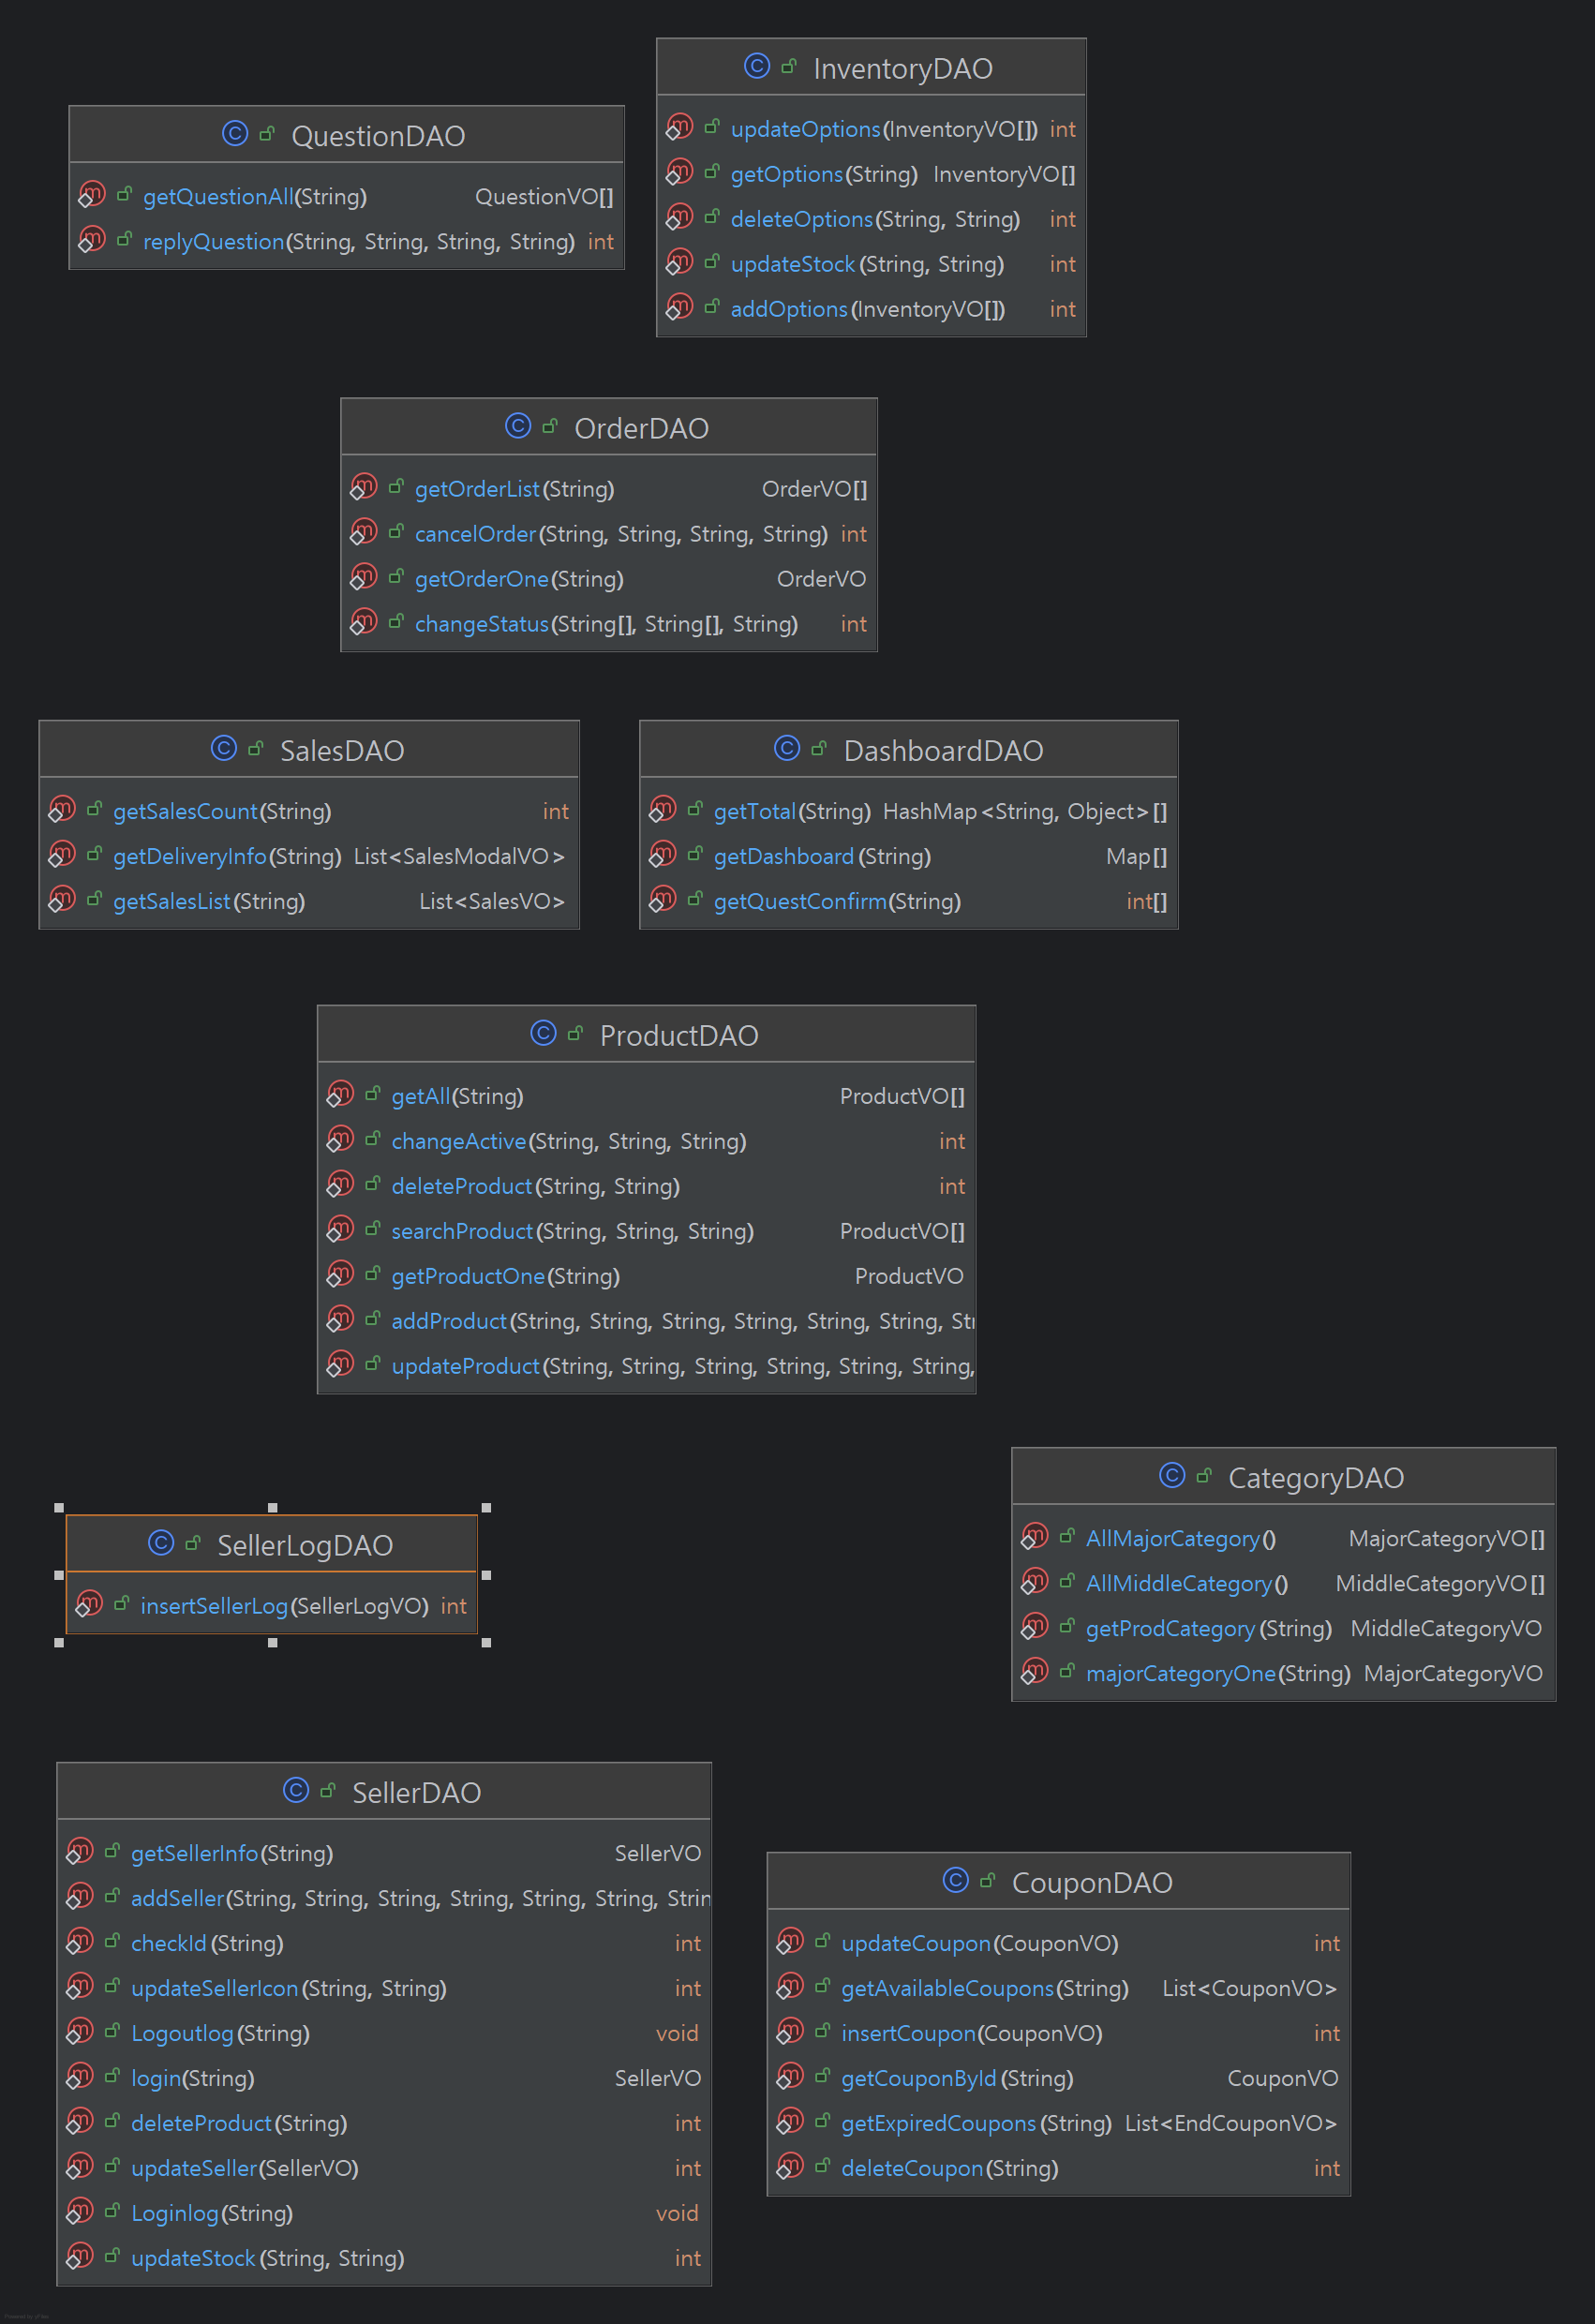 InventoryDAO
updateOptions(InventoryVO[]) int
getOptions(String) InventoryVO[]
deleteOptions(String, String) int
updateStock(String, String) int
addOptions(InventoryVO[]) int
QuestionDAO
getQuestionAll(String) QuestionVO[]
replyQuestion(String, String, String, String) int
OrderDAO
getOrderList(String) OrderVO[]
cancelOrder(String, String, String, String) int
getOrderOne(String) OrderVO
changeStatus(String[], String[], String) int
SalesDAO
getSalesCount(String) int
getDeliveryInfo(String) List<SalesModalVO>
getSalesList(String) List<SalesVO>
DashboardDAO
getTotal(String) HashMap<String, Object>[]
getDashboard(String) Map[]
getQuestConfirm(String) int[]
ProductDAO
getAll(String) ProductVO[]
changeActive(String, String, String) int
deleteProduct(String, String) int
searchProduct(String, String, String) ProductVO[]
getProductOne(String) ProductVO
addProduct(String, String, String, String, String, String, Stri
updateProduct(String, String, String, String, String, String,
CategoryDAO
AllMajorCategory() MajorCategoryVO[]
AllMiddleCategory() MiddleCategoryVO[]
getProdCategory(String) MiddleCategoryVO
majorCategoryOne(String) MajorCategoryVO
SellerLogDAO
insertSellerLog(SellerLogVO) int
SellerDAO
getSellerInfo(String) SellerVO
addSeller(String, String, String, String, String, String, Strin
checkId(String) int
updateSellerIcon(String, String) int
Logoutlog(String) void
login(String) SellerVO
deleteProduct(String) int
updateSeller(SellerVO) int
Loginlog(String) void
updateStock(String, String) int
CouponDAO
updateCoupon(CouponVO) int
getAvailableCoupons(String) List<CouponVO>
insertCoupon(CouponVO) int
getCouponById(String) CouponVO
getExpiredCoupons(String) List<EndCouponVO>
deleteCoupon(String) int
Powered by yFiles